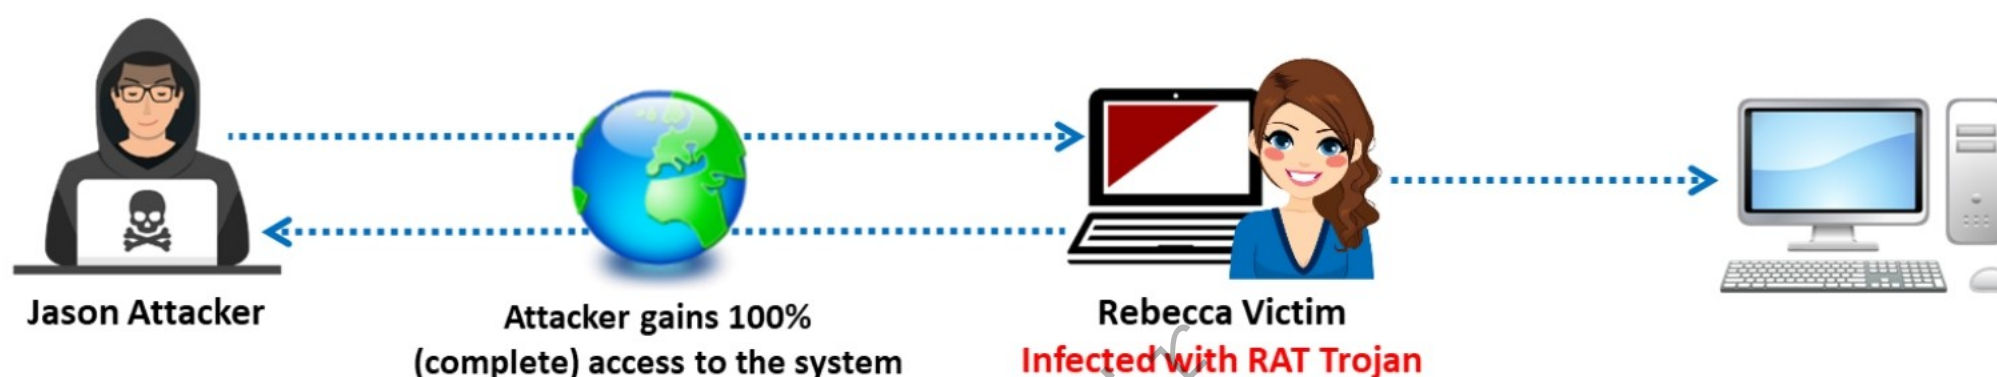 Jason Attacker
Attacker gains 100%
(complete) access to the system
Rebecca Victim
Infected with RAT Trojan